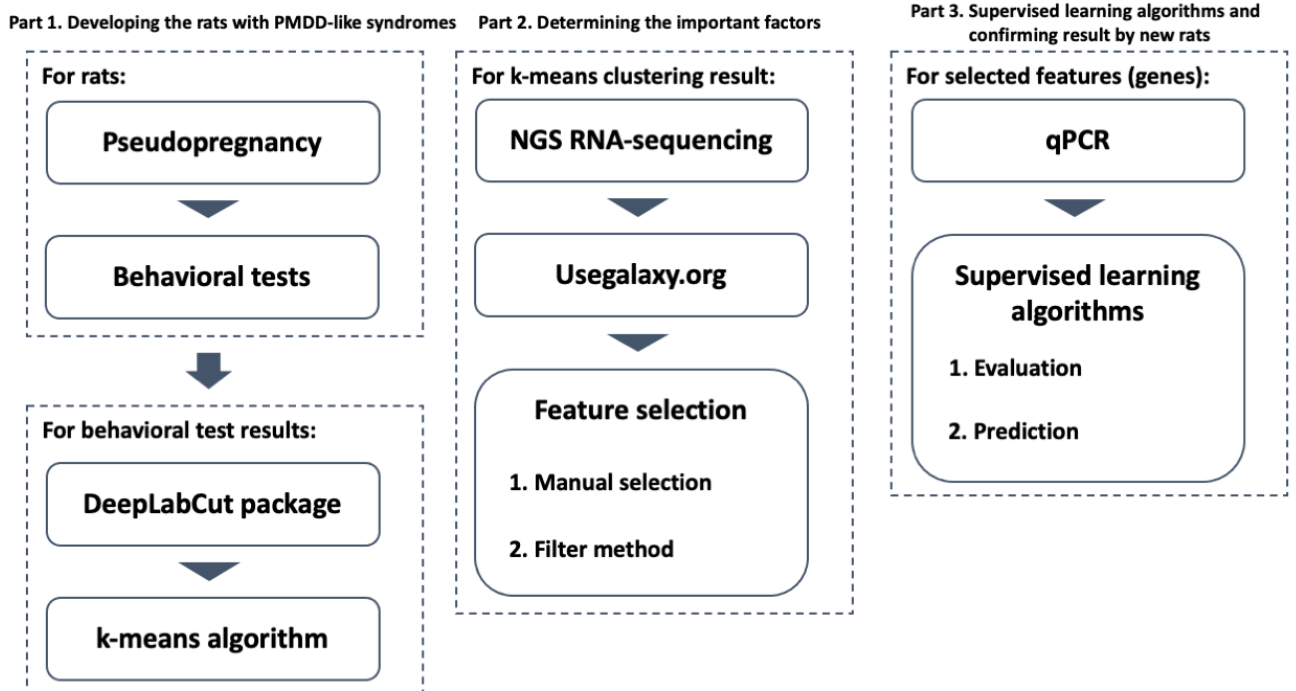 Part 1. Developing the rats with PMDD-like syndromes
For rats:
Pseudopregnancy
Behavioral tests
For behavioral test results:
DeepLabCut package
k-means algorithm
Part 2. Determining the important factors
For k-means clustering result:
NGS RNA-sequencing
Usegalaxy.org
Feature selection
1. Manual selection
2. Filter method
Part 3. Supervised learning algorithms and
confirming result by new rats
For selected features (genes):
qPCR
Supervised learning
algorithms
1. Evaluation
2. Prediction